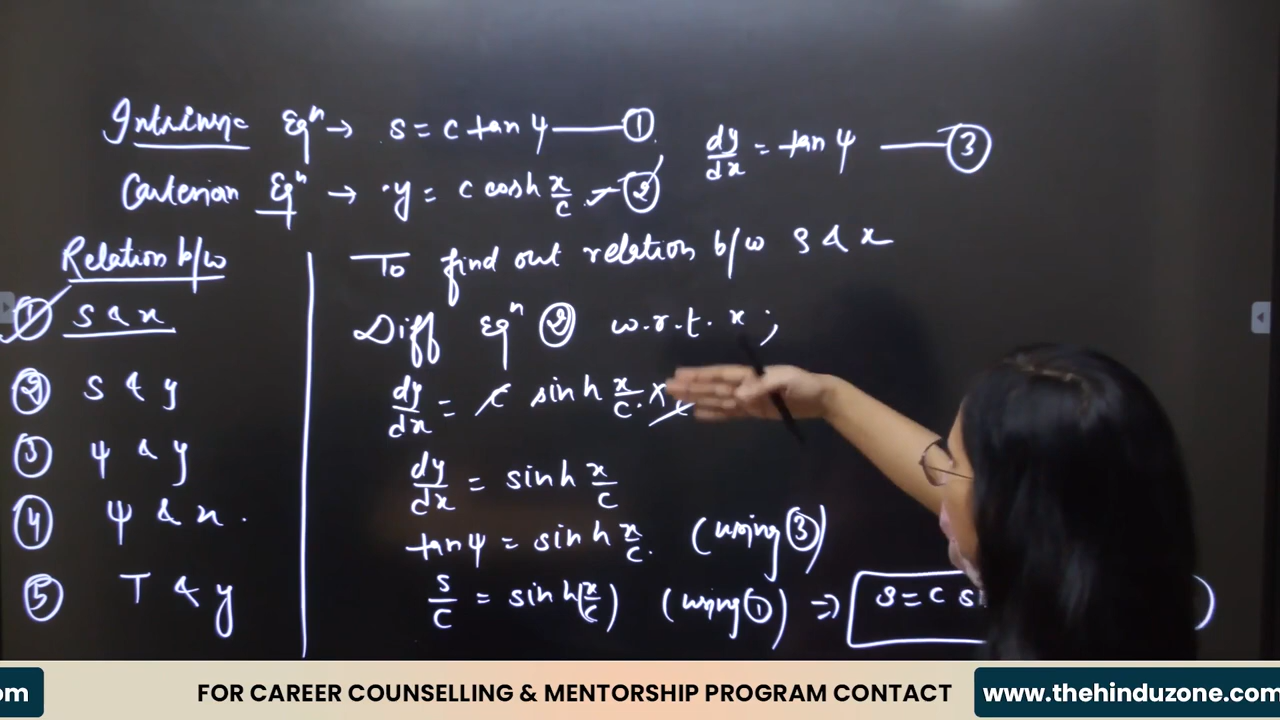 Intrinsic Eqⁿ → s = c tan ψ —— ①
dy/dx = tan ψ —— ③
Carterian Eqⁿ → y = c cosh x/c — ②
Relation b/w
① s & x
② s & y
③ ψ & y
④ ψ & x.
⑤ T & y
To find out relation b/w s & x
Diff Eqⁿ ② w.r.t. x ;
dy/dx = c sinh x/c . x
dy/dx = sinh x/c
tan ψ = sinh x/c. (using ③)
s/c = sinh(x/c) (using ①) ⇒ s = c s )
om
FOR CAREER COUNSELLING & MENTORSHIP PROGRAM CONTACT
www.thehinduzone.com